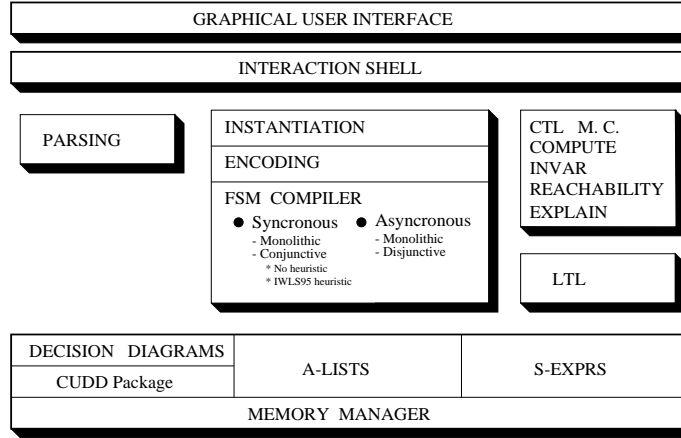 GRAPHICAL USER INTERFACE
INTERACTION SHELL
PARSING
INSTANTIATION
ENCODING
FSM COMPILER
● Syncronous
- Monolithic
- Conjunctive
* No heuristic
* IWLS95 heuristic
● Asyncronous
- Monolithic
- Disjunctive
CTL M. C.
COMPUTE
INVAR
REACHABILITY
EXPLAIN
LTL
DECISION DIAGRAMS
CUDD Package
A-LISTS
S-EXPRS
MEMORY MANAGER